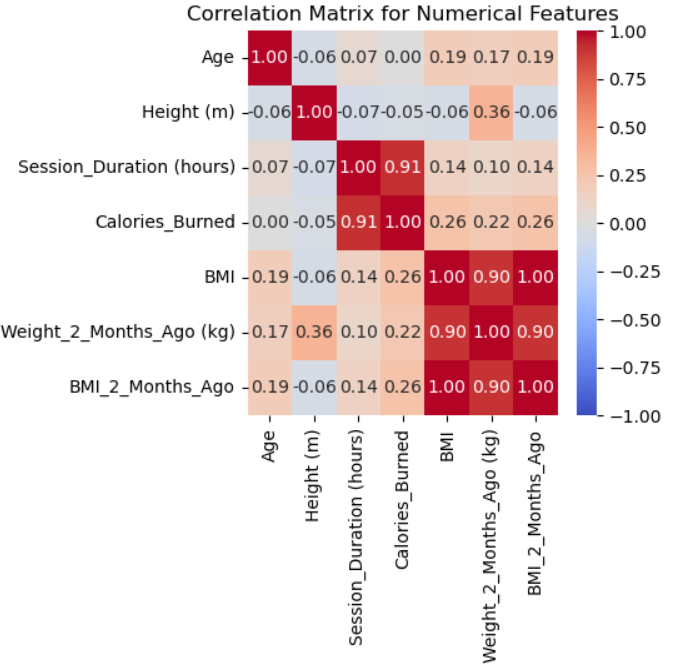 Correlation Matrix for Numerical Features
Age 1.00 -0.06 0.07 0.00 0.19 0.17 0.19
Height (m) -0.06 1.00 -0.07 -0.05 -0.06 0.36 -0.06
Session_Duration (hours) 0.07 -0.07 1.00 0.91 0.14 0.10 0.14
Calories_Burned 0.00 -0.05 0.91 1.00 0.26 0.22 0.26
BMI 0.19 -0.06 0.14 0.26 1.00 0.90 1.00
Weight_2_Months_Ago (kg) 0.17 0.36 0.10 0.22 0.90 1.00 0.90
BMI_2_Months_Ago 0.19 -0.06 0.14 0.26 1.00 0.90 1.00
Age
Height (m)
Session_Duration (hours)
Calories_Burned
BMI
Weight_2_Months_Ago (kg)
BMI_2_Months_Ago
1.00
0.75
0.50
0.25
0.00
−0.25
−0.50
−0.75
−1.00